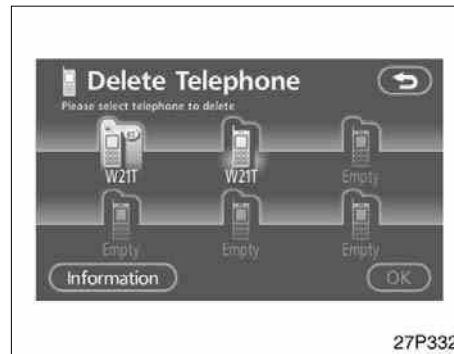 Delete Telephone
Please select telephone to delete
W21T W21T Empty
Empty Empty Empty
Information OK
27P332